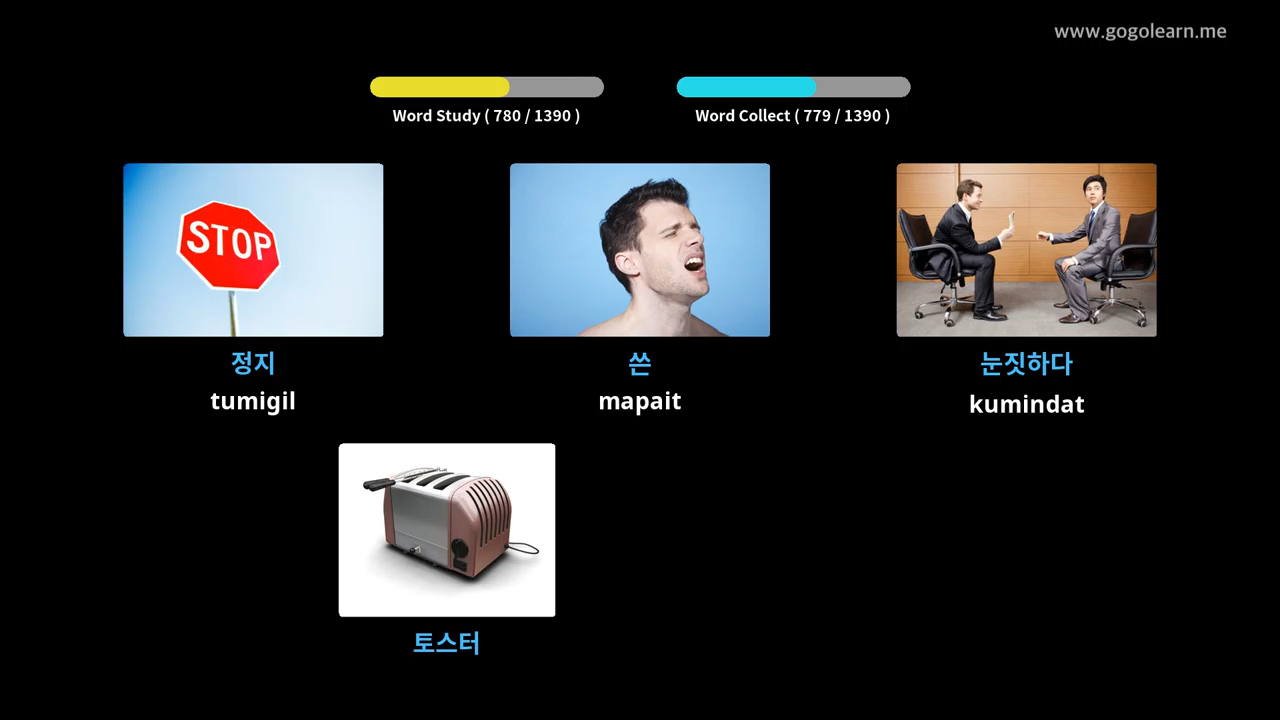 www.gogolearn.me
Word Study ( 780 / 1390 )
Word Collect ( 779 / 1390 )
STOP
정지
tumigil
쓴
mapait
눈짓하다
kumindat
토스터